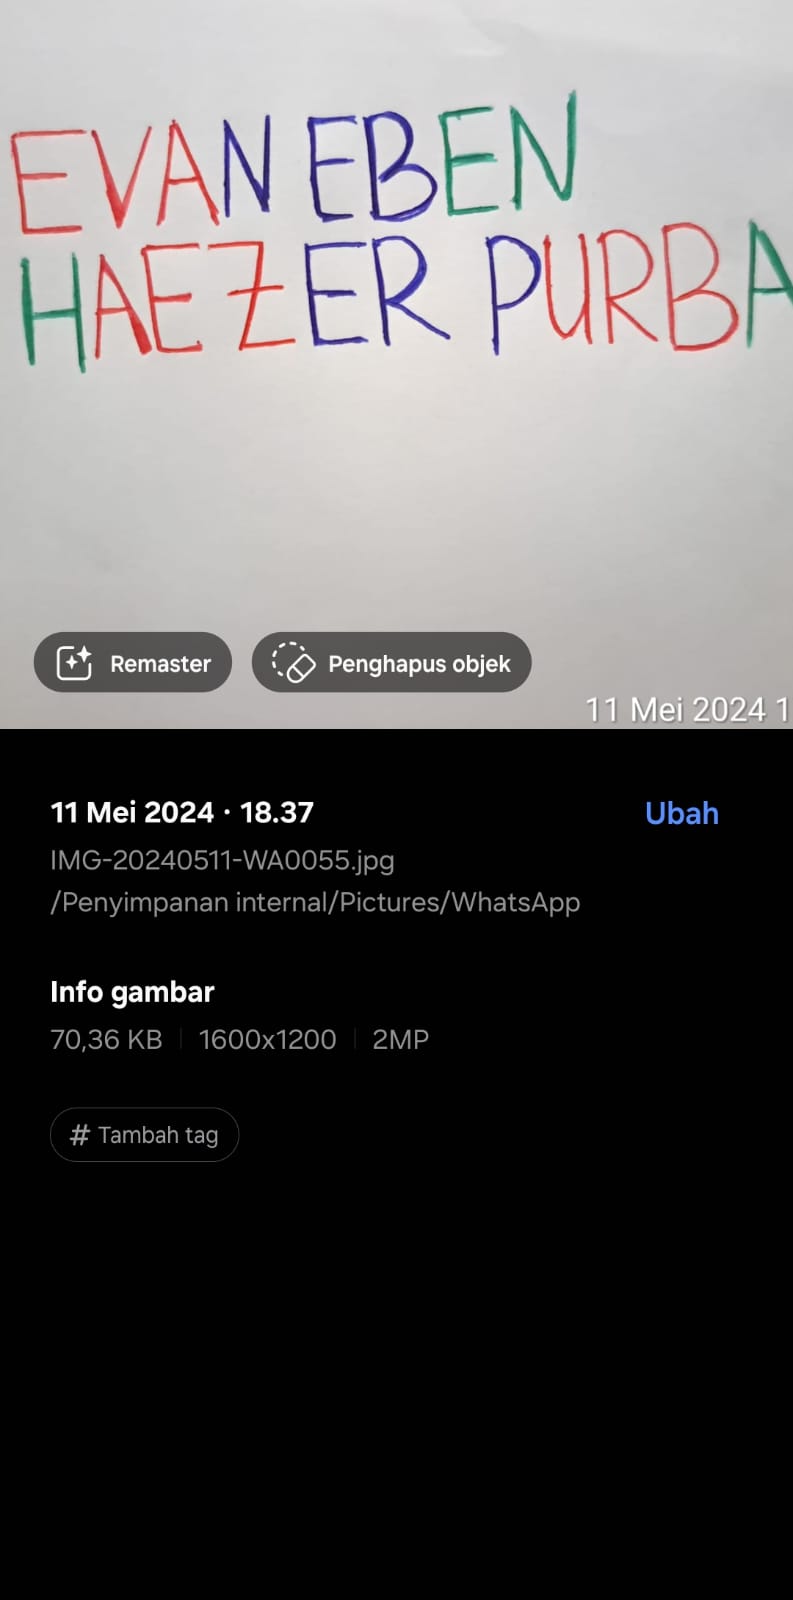 EVAN EBEN
HAEZER PURBA
Remaster
Penghapus objek
11 Mei 2024 1
11 Mei 2024 · 18.37
Ubah
IMG-20240511-WA0055.jpg
/Penyimpanan internal/Pictures/WhatsApp
Info gambar
70,36 KB | 1600x1200 | 2MP
# Tambah tag